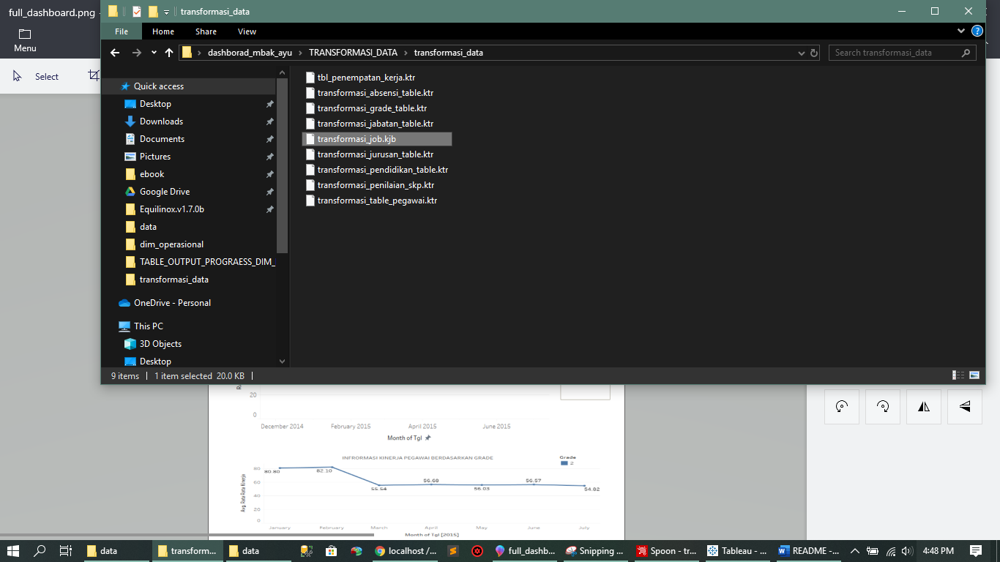 full_dashboard.png
transformasi_data
Menu
File Home Share View
dashborad_mbak_ayu TRANSFORMASI_DATA transformasi_data
Search transformasi_data
Select
Quick access
Desktop
Downloads
Documents
Pictures
ebook
Google Drive
Equilinox.v1.7.0b
data
dim_operasional
TABLE_OUTPUT_PROGRAESS_DIM_
transformasi_data
OneDrive - Personal
This PC
3D Objects
Desktop
tbl_penempatan_kerja.ktr
transformasi_absensi_table.ktr
transformasi_grade_table.ktr
transformasi_jabatan_table.ktr
transformasi_job.kjb
transformasi_jurusan_table.ktr
transformasi_pendidikan_table.ktr
transformasi_penilaian_skp.ktr
transformasi_table_pegawai.ktr
9 items 1 item selected 20.0 KB
20
0
December 2014 February 2015 April 2015 June 2015
Month of Tgl
INFRORMASI KINERJA PEGAWAI BERDASARKAN GRADE
Grade
2
Avg. Rata Rata Kinerja
80
60
40
20
0
80.80 82.10 55.54 56.68 56.03 56.57 54.82
January February March April May June July
Month of Tgl [2015]
data
transform...
data
localhost /...
full_dashb...
Snipping ...
Spoon - tr...
Tableau - ...
README -...
4:48 PM